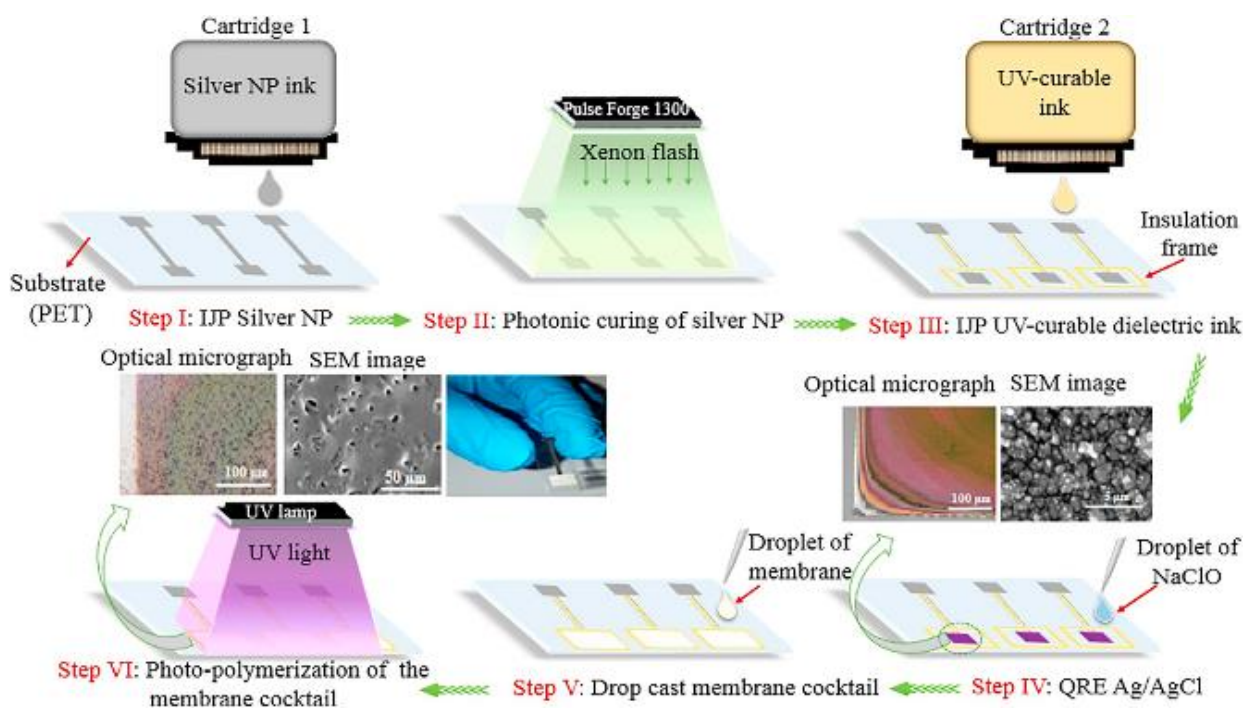 Cartridge 1
Silver NP ink
Substrate
(PET)
Step I: IJP Silver NP
Pulse Forge 1300
Xenon flash
Step II: Photonic curing of silver NP
Cartridge 2
UV-curable
ink
Insulation
frame
Step III: IJP UV-curable dielectric ink
Optical micrograph
SEM image
100 µm
5 µm
Droplet of
NaClO
Step IV: QRE Ag/AgCl
Droplet of
membrane
Step V: Drop cast membrane cocktail
Optical micrograph
SEM image
100 µm
50 µm
UV lamp
UV light
Step VI: Photo-polymerization of the
membrane cocktail